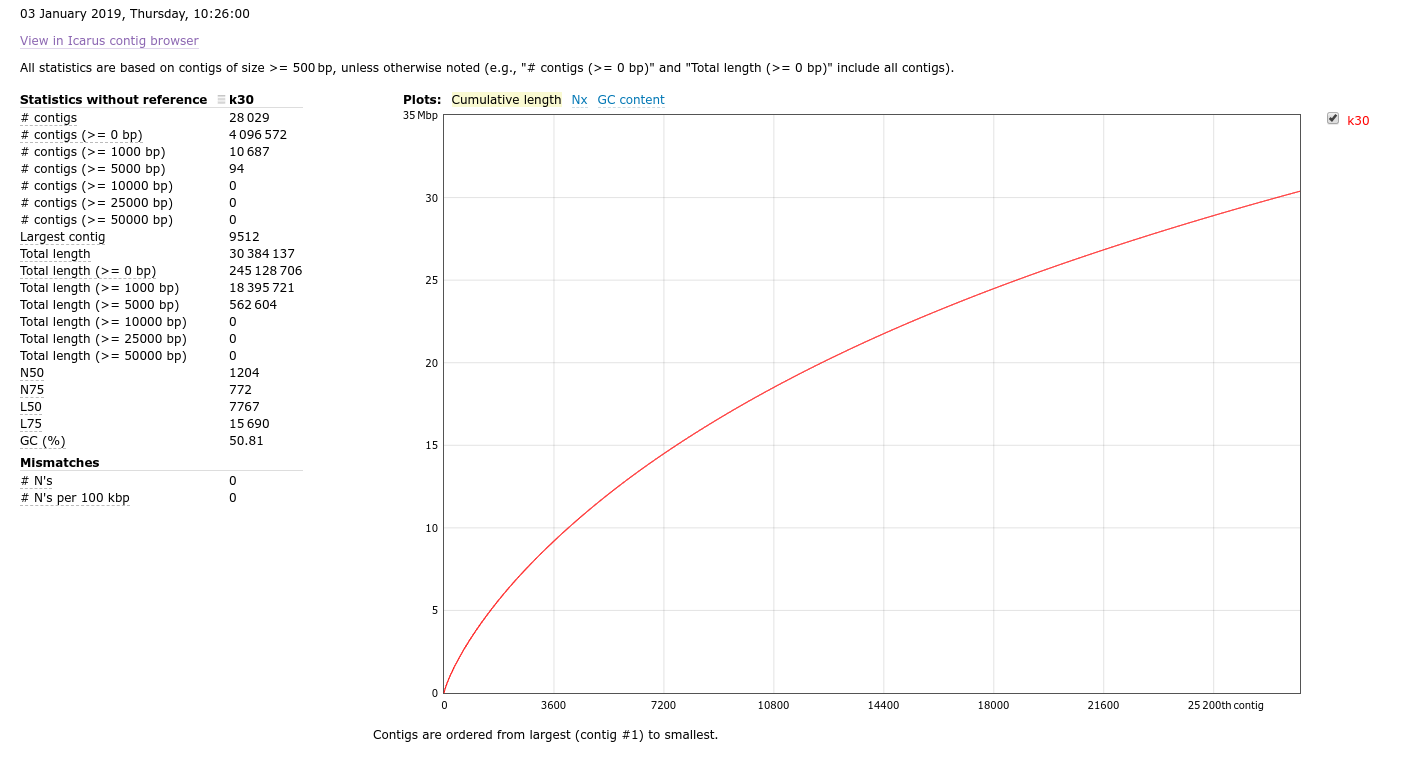 03 January 2019, Thursday, 10:26:00
View in Icarus contig browser
All statistics are based on contigs of size >= 500 bp, unless otherwise noted (e.g., "# contigs (>= 0 bp)" and "Total length (>= 0 bp)" include all contigs).
Statistics without reference k30
# contigs 28 029
# contigs (>= 0 bp) 4 096 572
# contigs (>= 1000 bp) 10 687
# contigs (>= 5000 bp) 94
# contigs (>= 10000 bp) 0
# contigs (>= 25000 bp) 0
# contigs (>= 50000 bp) 0
Largest contig 9512
Total length 30 384 137
Total length (>= 0 bp) 245 128 706
Total length (>= 1000 bp) 18 395 721
Total length (>= 5000 bp) 562 604
Total length (>= 10000 bp) 0
Total length (>= 25000 bp) 0
Total length (>= 50000 bp) 0
N50 1204
N75 772
L50 7767
L75 15 690
GC (%) 50.81
Mismatches
# N's 0
# N's per 100 kbp 0
Plots: Cumulative length Nx GC content
35 Mbp
30
25
20
15
10
5
0
0 3600 7200 10800 14400 18000 21600 25 200th contig
k30
Contigs are ordered from largest (contig #1) to smallest.